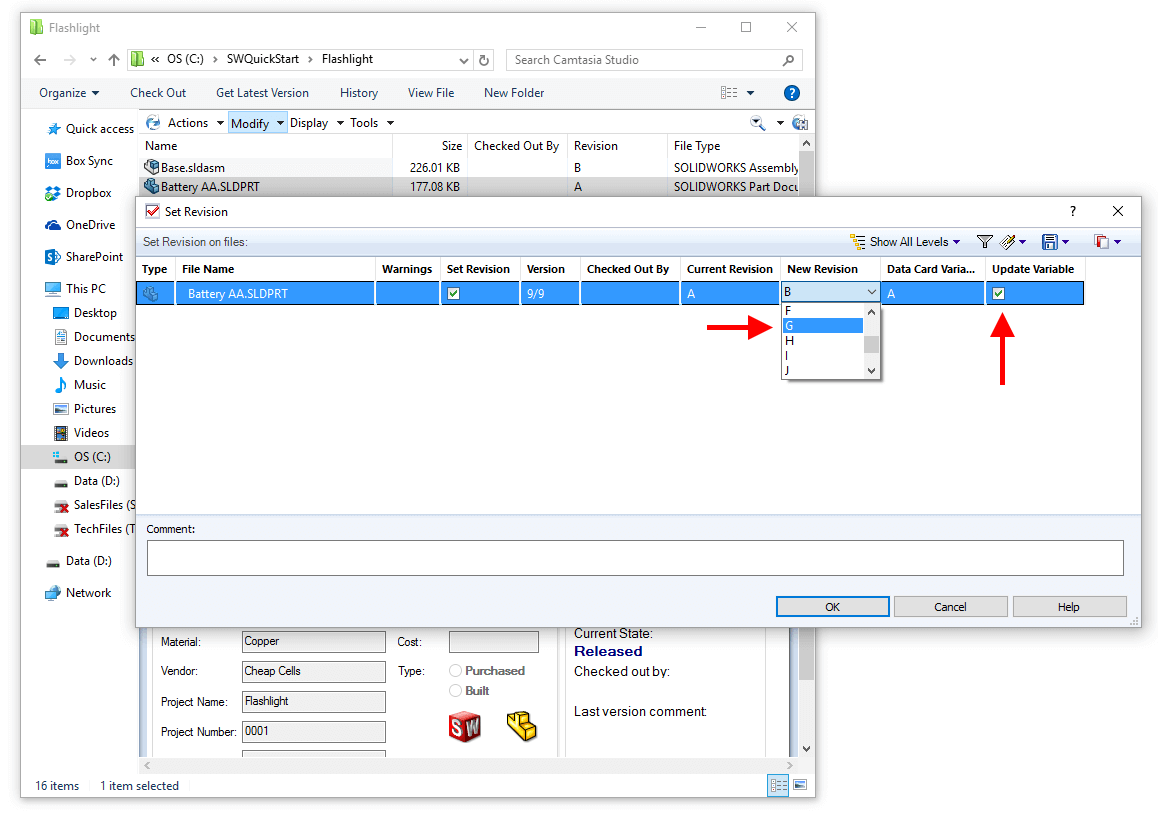 Flashlight
« OS (C:) > SWQuickStart > Flashlight
Search Camtasia Studio
Organize Check Out Get Latest Version History View File New Folder
Quick access
Box Sync
Dropbox
OneDrive
SharePoint
This PC
Desktop
Documents
Downloads
Music
Pictures
Videos
OS (C:)
Data (D:)
SalesFiles (S
TechFiles (T
Data (D:)
Network
Actions Modify Display Tools
Name Size Checked Out By Revision File Type
Base.sldasm 226.01 KB B SOLIDWORKS Assembly
Battery AA.SLDPRT 177.08 KB A SOLIDWORKS Part Docu
Set Revision ?
Set Revision on files: Show All Levels
Type File Name Warnings Set Revision Version Checked Out By Current Revision New Revision Data Card Varia... Update Variable
Battery AA.SLDPRT 9/9 A B A
F
G
H
I
J
Comment:
OK Cancel Help
Material: Copper Cost:
Vendor: Cheap Cells Type: Purchased
Built
Project Name: Flashlight
Project Number: 0001
SW
Current State:
Released
Checked out by:
Last version comment:
16 items 1 item selected